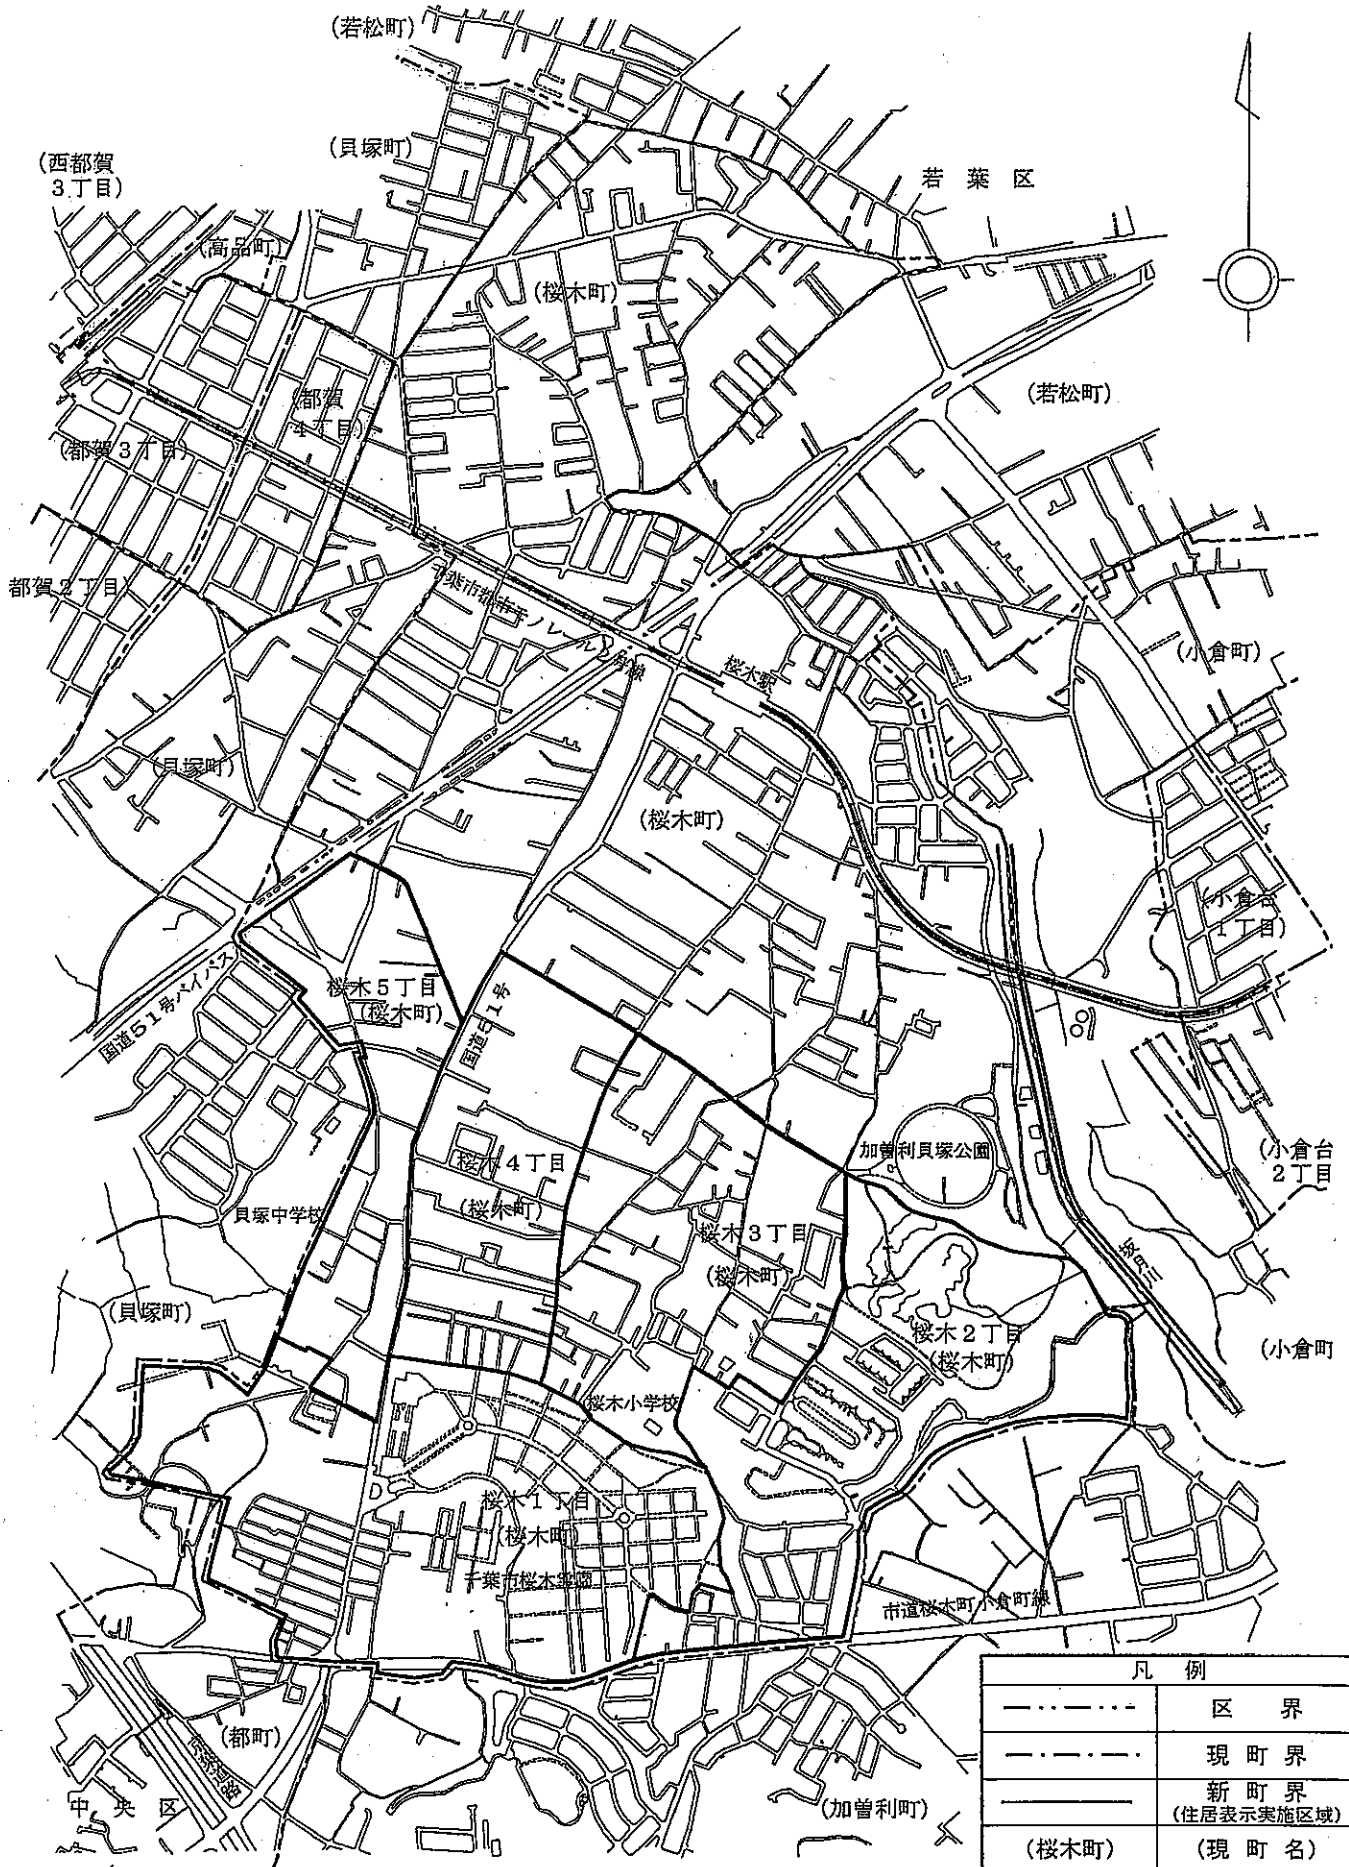 (若松町)
(貝塚町)
(西都賀
3丁目)
若葉区
(高品町)
(桜木町)
(若松町)
(都賀
4丁目)
(都賀3丁目)
都賀2丁目)
千葉市都市モノレール2号線
桜木駅
(小倉町)
(貝塚町)
(桜木町)
(小倉台
1丁目)
桜木5丁目
(桜木町)
国道51号バイパス
国道51号
加曽利貝塚公園
(小倉台
2丁目
桜木4丁目
(桜木町)
貝塚中学校
桜木3丁目
(桜木町)
坂月川
(貝塚町)
桜木2丁目
(桜木町)
(小倉町
桜木小学校
桜木1丁目
(桜木町)
千葉市桜木霊園
市道桜木町小倉町線
(都町)
中央区
(加曽利町)
凡例
区界
現町界
新町界
(住居表示実施区域)
(桜木町) (現町名)